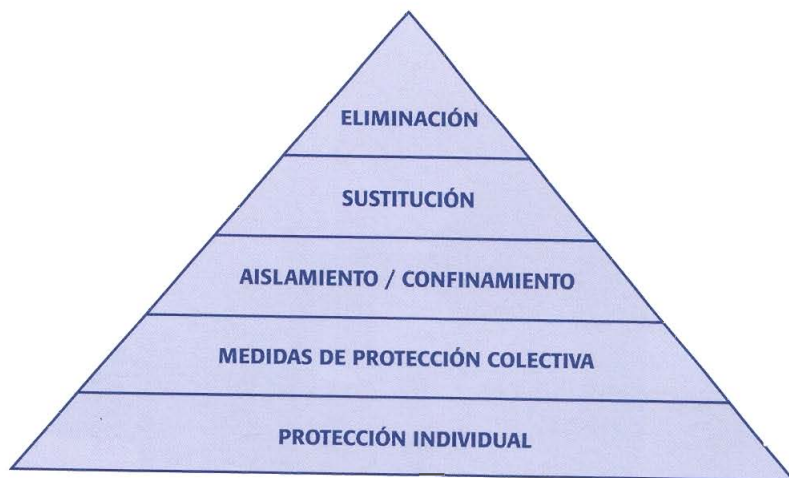 ELIMINACIÓN
SUSTITUCIÓN
AISLAMIENTO / CONFINAMIENTO
MEDIDAS DE PROTECCIÓN COLECTIVA
PROTECCIÓN INDIVIDUAL